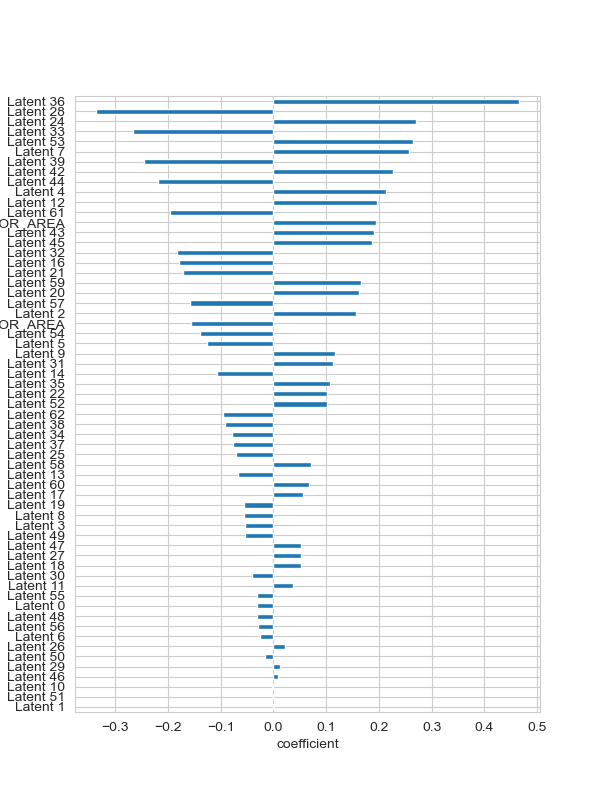 Latent 36
Latent 28
Latent 24
Latent 33
Latent 53
Latent 7
Latent 39
Latent 42
Latent 44
Latent 4
Latent 12
Latent 61
OR_AREA
Latent 43
Latent 45
Latent 32
Latent 16
Latent 21
Latent 59
Latent 20
Latent 57
Latent 2
OR_AREA
Latent 54
Latent 5
Latent 9
Latent 31
Latent 14
Latent 35
Latent 22
Latent 52
Latent 62
Latent 38
Latent 34
Latent 37
Latent 25
Latent 58
Latent 13
Latent 60
Latent 17
Latent 19
Latent 8
Latent 3
Latent 49
Latent 47
Latent 27
Latent 18
Latent 30
Latent 11
Latent 55
Latent 0
Latent 48
Latent 56
Latent 6
Latent 26
Latent 50
Latent 29
Latent 46
Latent 10
Latent 51
Latent 1
−0.3 −0.2 −0.1 0.0 0.1 0.2 0.3 0.4 0.5
coefficient